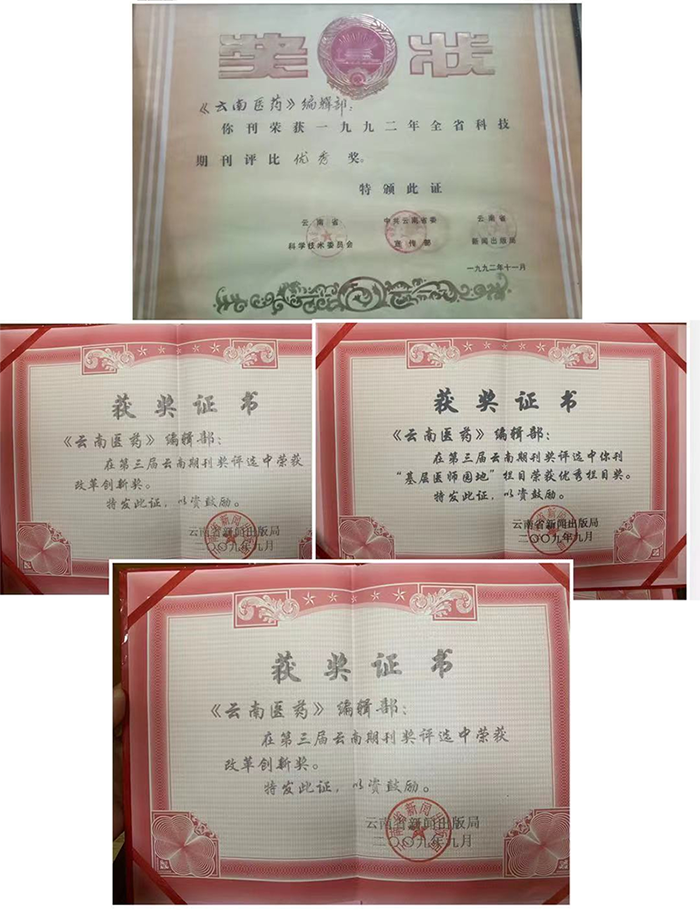 奖状
《云南医药》编辑部：
你刊荣获一九九二年全省科技
期刊评比优秀奖。
特颁此证
云南省
科学技术委员会
中共云南省委
宣传部
云南省
新闻出版局
一九九二年十一月
获奖证书
《云南医药》编辑部：
在第三届云南期刊奖评选中荣获
改革创新奖。
特发此证，以资鼓励。
云南省新闻出版局
二〇〇九年九月
获奖证书
《云南医药》编辑部：
在第三届云南期刊奖评选中你刊
“基层医师园地”栏目荣获优秀栏目奖。
特发此证，以资鼓励。
云南省新闻出版局
二〇〇九年九月
获奖证书
《云南医药》编辑部：
在第三届云南期刊奖评选中荣获
改革创新奖。
特发此证，以资鼓励。
云南省新闻出版局
二〇〇九年九月